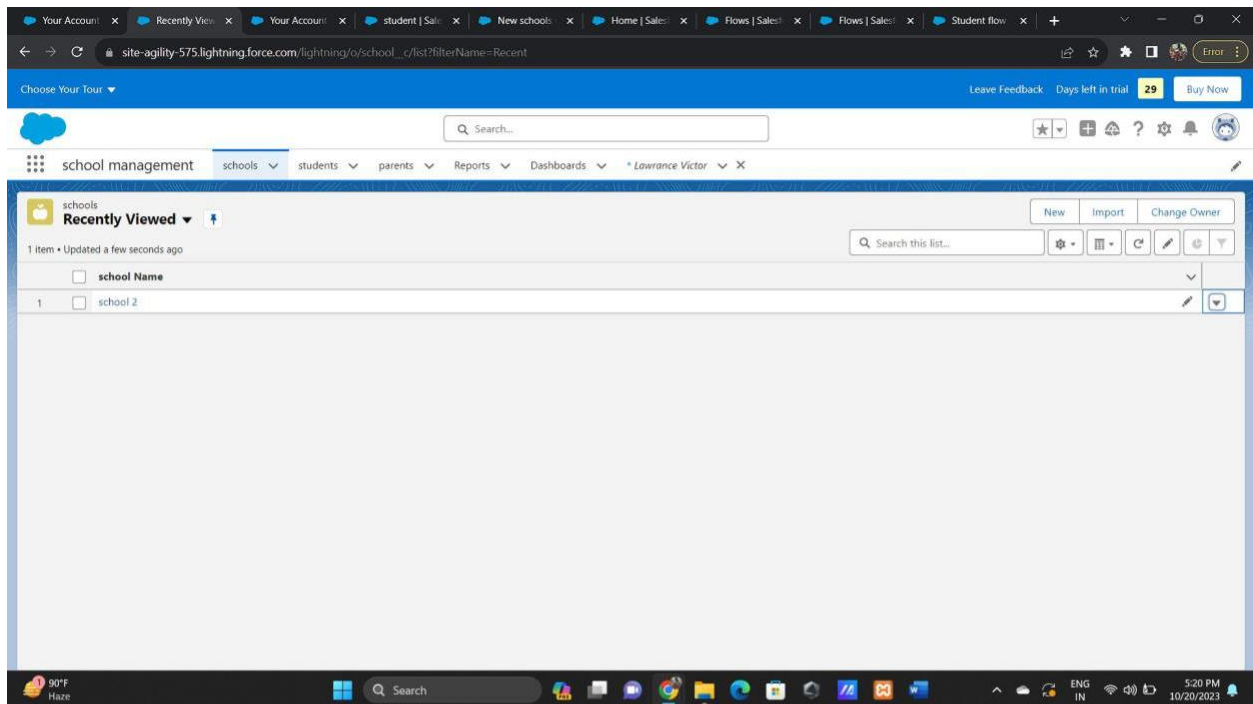 Your Account Recently View Your Account student | Sale New schools Home | Sales Flows | Sales Flows | Sales Student flow
site-agility-575.lightning.force.com/lightning/o/school__c/list?filterName=Recent Error
Choose Your Tour Leave Feedback Days left in trial 29 Buy Now
Search...
school management schools students parents Reports Dashboards * Lawrance Victor
schools
Recently Viewed
New Import Change Owner
1 item • Updated a few seconds ago
Search this list...
school Name
1 school 2
1 90°F
Haze
Search
ENG
IN
5:20 PM
10/20/2023